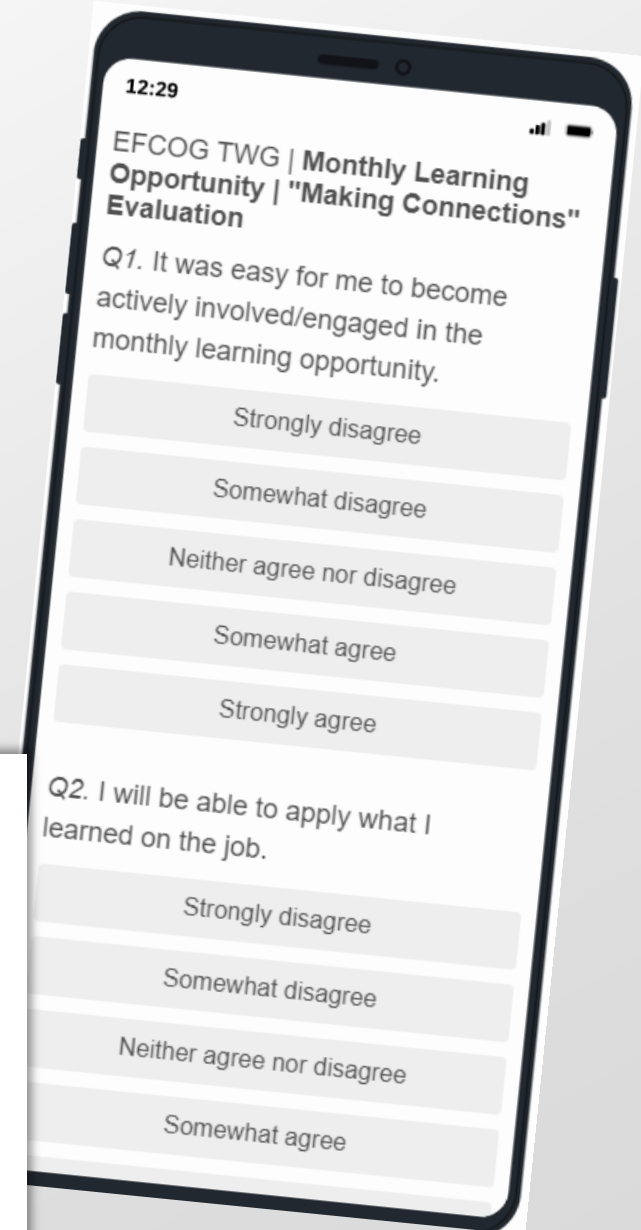 12:29
EFCOG TWG | Monthly Learning
Opportunity | "Making Connections"
Evaluation
Q1. It was easy for me to become
actively involved/engaged in the
monthly learning opportunity.
Strongly disagree
Somewhat disagree
Neither agree nor disagree
Somewhat agree
Strongly agree
Q2. I will be able to apply what I
learned on the job.
Strongly disagree
Somewhat disagree
Neither agree nor disagree
Somewhat agree